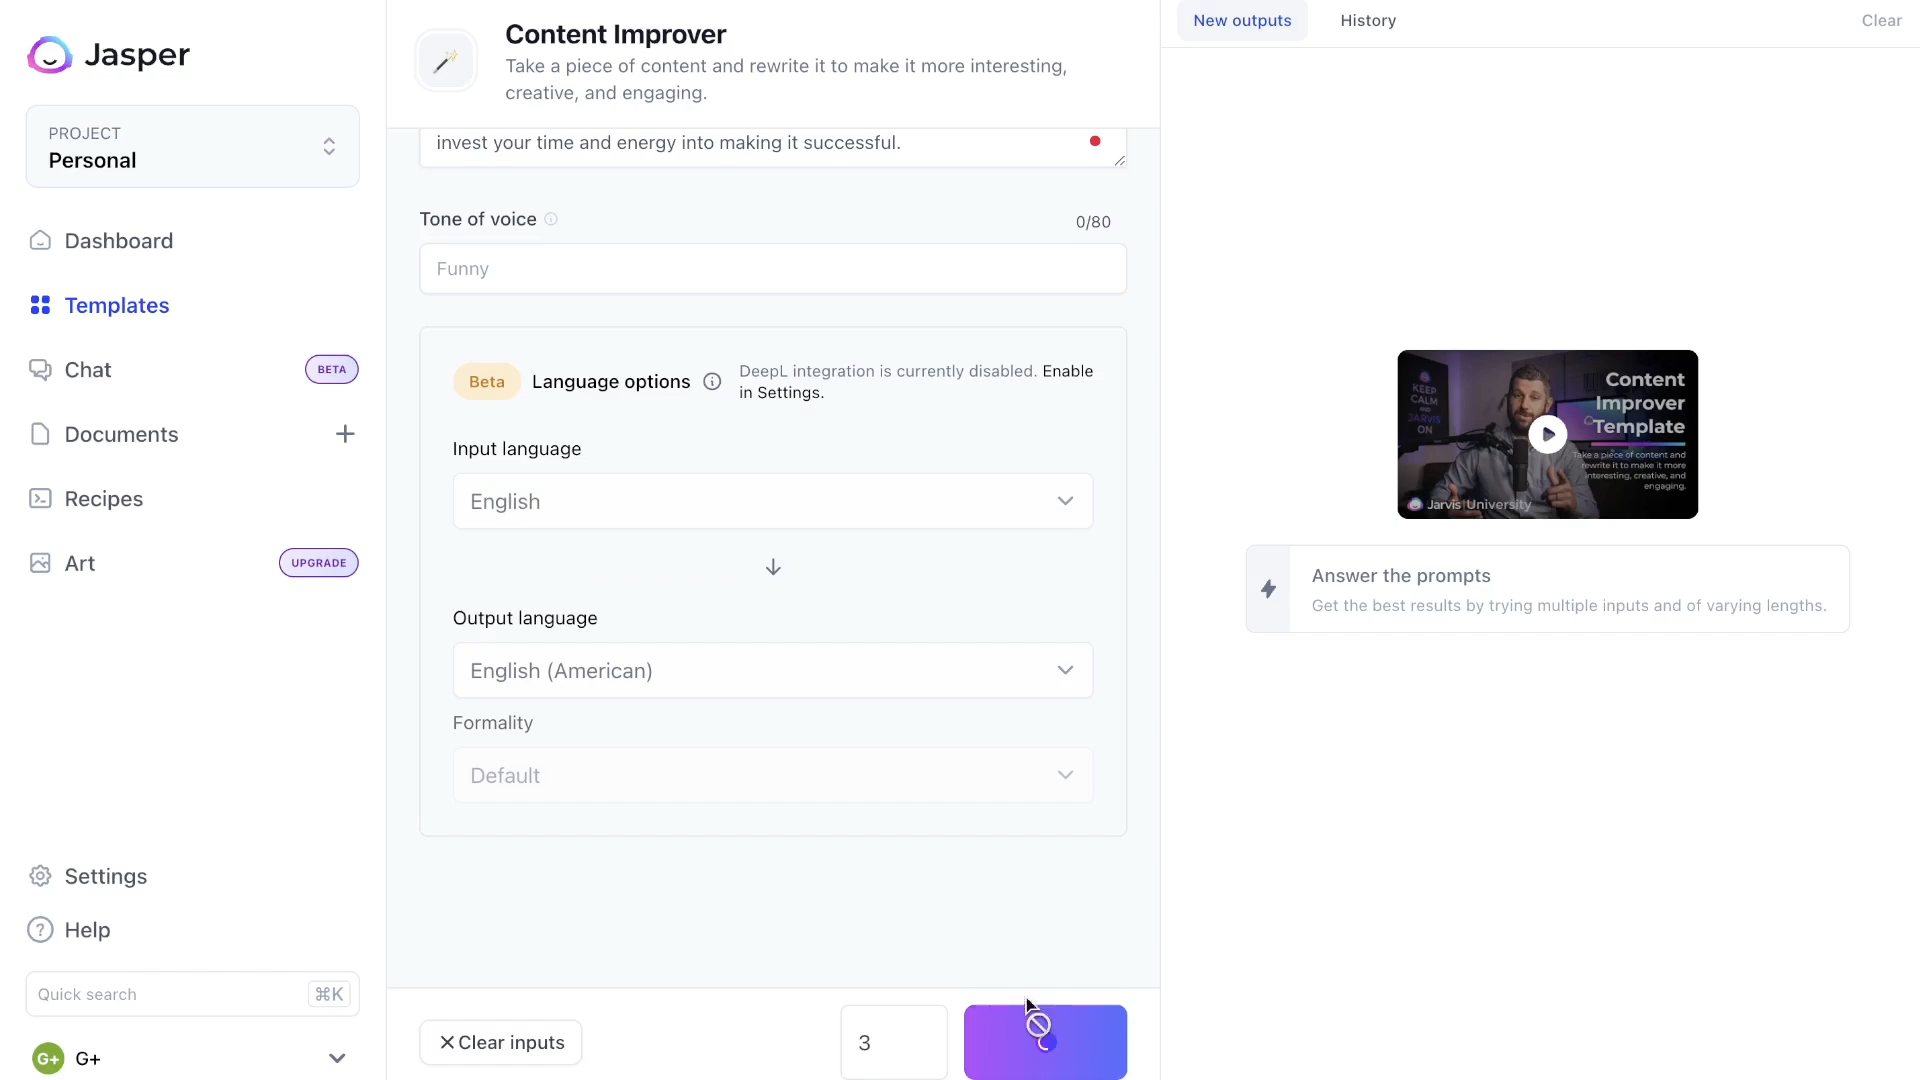 Jasper
PROJECT
Personal
Dashboard
Templates
Chat
BETA
Documents
Recipes
Art
UPGRADE
Settings
Help
Quick search
⌘K
G+
G+
Content Improver
Take a piece of content and rewrite it to make it more interesting,
creative, and engaging.
invest your time and energy into making it successful.
Tone of voice
0/80
Funny
Beta
Language options
DeepL integration is currently disabled. Enable
in Settings.
Input language
English
Output language
English (American)
Formality
Default
Clear inputs
3
New outputs
History
Clear
KEEP
CALM
AND
JARVIS
ON
Content
Improver
Template
Take a piece of content and
rewrite it to make it more
interesting, creative, and
engaging.
Jarvis University
Answer the prompts
Get the best results by trying multiple inputs and of varying lengths.